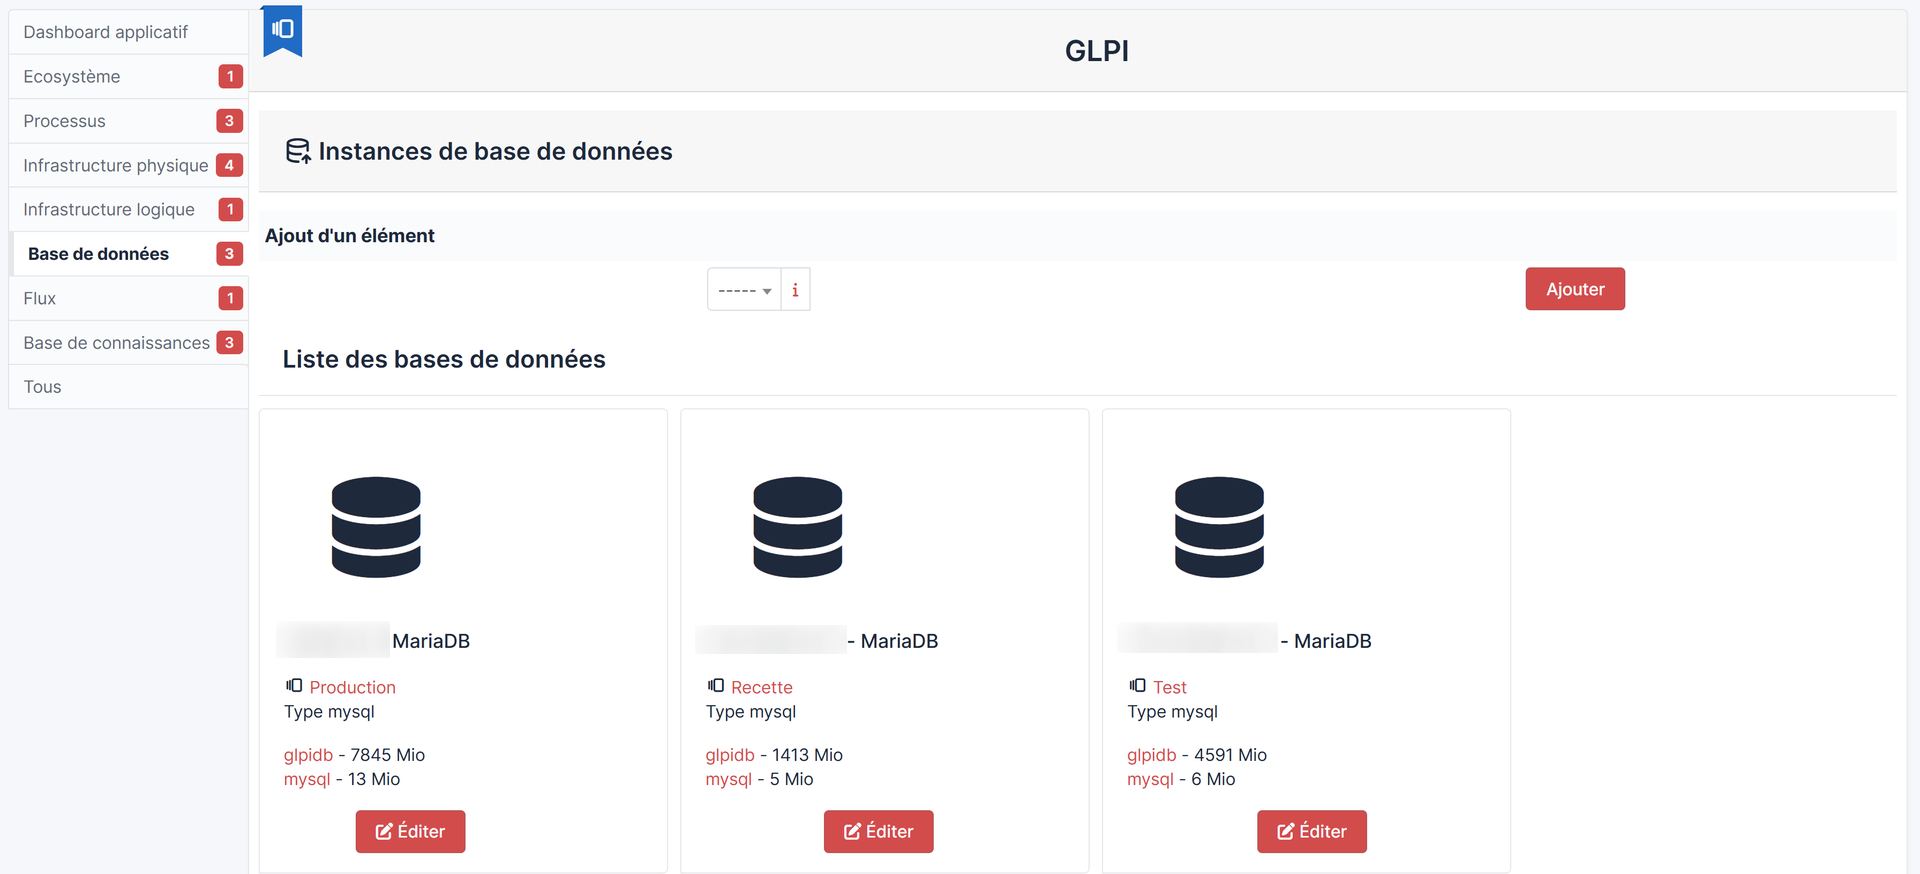 Dashboard applicatif
Ecosystème 1
Processus 3
Infrastructure physique 4
Infrastructure logique 1
Base de données 3
Flux 1
Base de connaissances 3
Tous
GLPI
Instances de base de données
Ajout d'un élément
----- i
Ajouter
Liste des bases de données
MariaDB
Production
Type mysql
glpidb - 7845 Mio
mysql - 13 Mio
Éditer
- MariaDB
Recette
Type mysql
glpidb - 1413 Mio
mysql - 5 Mio
Éditer
- MariaDB
Test
Type mysql
glpidb - 4591 Mio
mysql - 6 Mio
Éditer